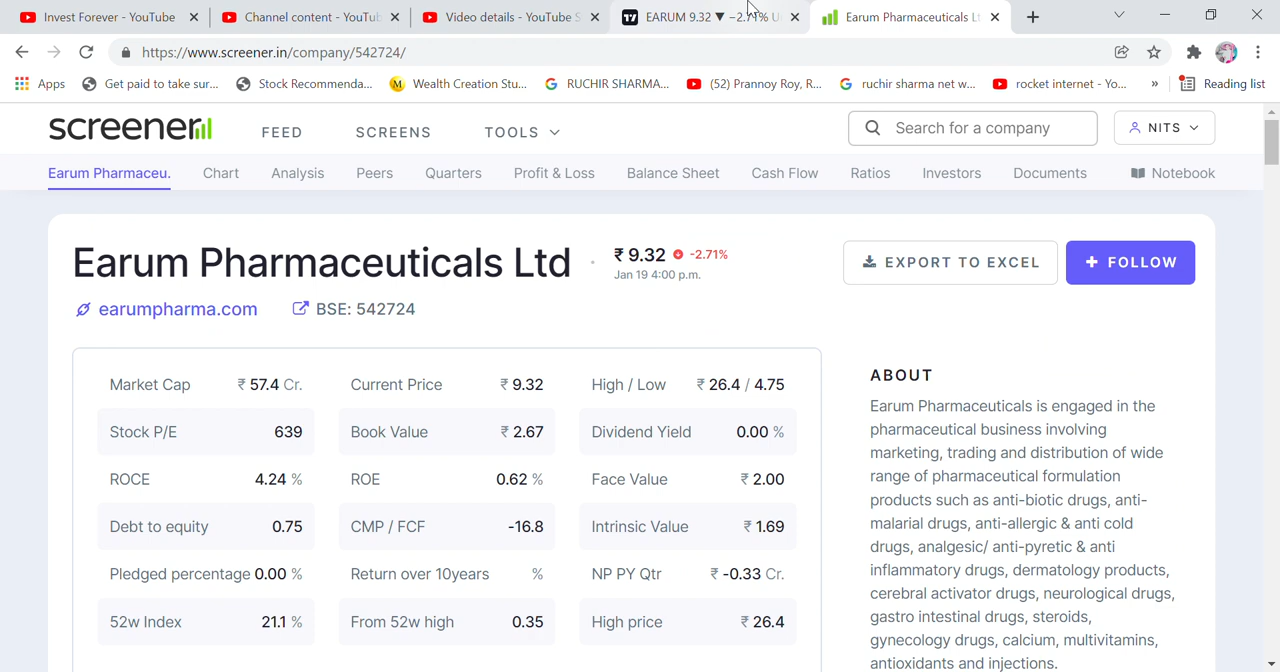 Invest Forever - YouTube
Channel content - YouTu
Video details - YouTube S
EARUM 9.32 ▼ −2.71% U
Earum Pharmaceuticals Lt
https://www.screener.in/company/542724/
Apps Get paid to take sur... Stock Recommenda... Wealth Creation Stu... RUCHIR SHARMA... (52) Prannoy Roy, R... ruchir sharma net w... rocket internet - Yo... » Reading list
screener FEED SCREENS TOOLS Search for a company NITS
Earum Pharmaceu. Chart Analysis Peers Quarters Profit & Loss Balance Sheet Cash Flow Ratios Investors Documents Notebook
Earum Pharmaceuticals Ltd · ₹ 9.32 -2.71%
Jan 19 4:00 p.m.
EXPORT TO EXCEL + FOLLOW
earumpharma.com BSE: 542724
Market Cap ₹ 57.4 Cr. Current Price ₹ 9.32 High / Low ₹ 26.4 / 4.75
Stock P/E 639 Book Value ₹ 2.67 Dividend Yield 0.00 %
ROCE 4.24 % ROE 0.62 % Face Value ₹ 2.00
Debt to equity 0.75 CMP / FCF -16.8 Intrinsic Value ₹ 1.69
Pledged percentage 0.00 % Return over 10years % NP PY Qtr ₹ -0.33 Cr.
52w Index 21.1 % From 52w high 0.35 High price ₹ 26.4
ABOUT
Earum Pharmaceuticals is engaged in the
pharmaceutical business involving
marketing, trading and distribution of wide
range of pharmaceutical formulation
products such as anti-biotic drugs, anti-
malarial drugs, anti-allergic & anti cold
drugs, analgesic/ anti-pyretic & anti
inflammatory drugs, dermatology products,
cerebral activator drugs, neurological drugs,
gastro intestinal drugs, steroids,
gynecology drugs, calcium, multivitamins,
antioxidants and injections.